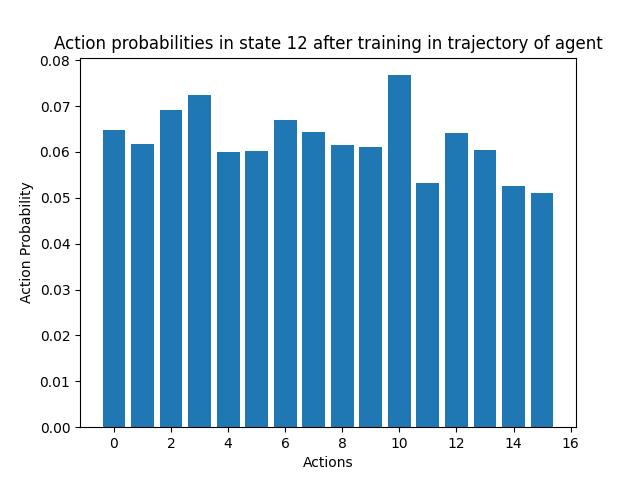 Action probabilities in state 12 after training in trajectory of agent
0.08
0.07
0.06
0.05
0.04
0.03
0.02
0.01
0.00
Action Probability
0 2 4 6 8 10 12 14 16
Actions